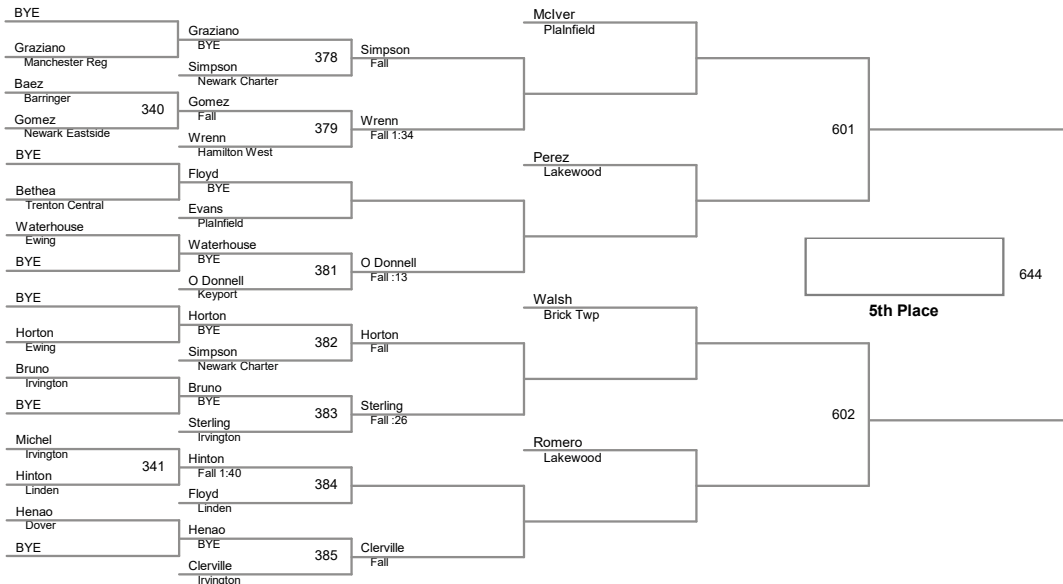 BYE
Graziano
Manchester Reg
Baez
Barringer
340
Gomez
Newark Eastside
BYE
Bethea
Trenton Central
Waterhouse
Ewing
BYE
BYE
Horton
Ewing
Bruno
Irvington
BYE
Michel
Irvington
341
Hinton
Linden
Henao
Dover
BYE
Graziano
BYE
378
Simpson
Newark Charter
Gomez
Fall
379
Wrenn
Hamilton West
Floyd
BYE
Evans
Plainfield
Waterhouse
BYE
381
O Donnell
Keyport
Horton
BYE
382
Simpson
Newark Charter
Bruno
BYE
383
Sterling
Irvington
Hinton
Fall 1:40
384
Floyd
Linden
Henao
BYE
385
Clerville
Irvington
Simpson
Fall
Wrenn
Fall 1:34
O Donnell
Fall :13
Horton
Fall
Sterling
Fall :26
Clerville
Fall
McIver
Plainfield
Perez
Lakewood
Walsh
Brick Twp
Romero
Lakewood
601
602
644
5th Place